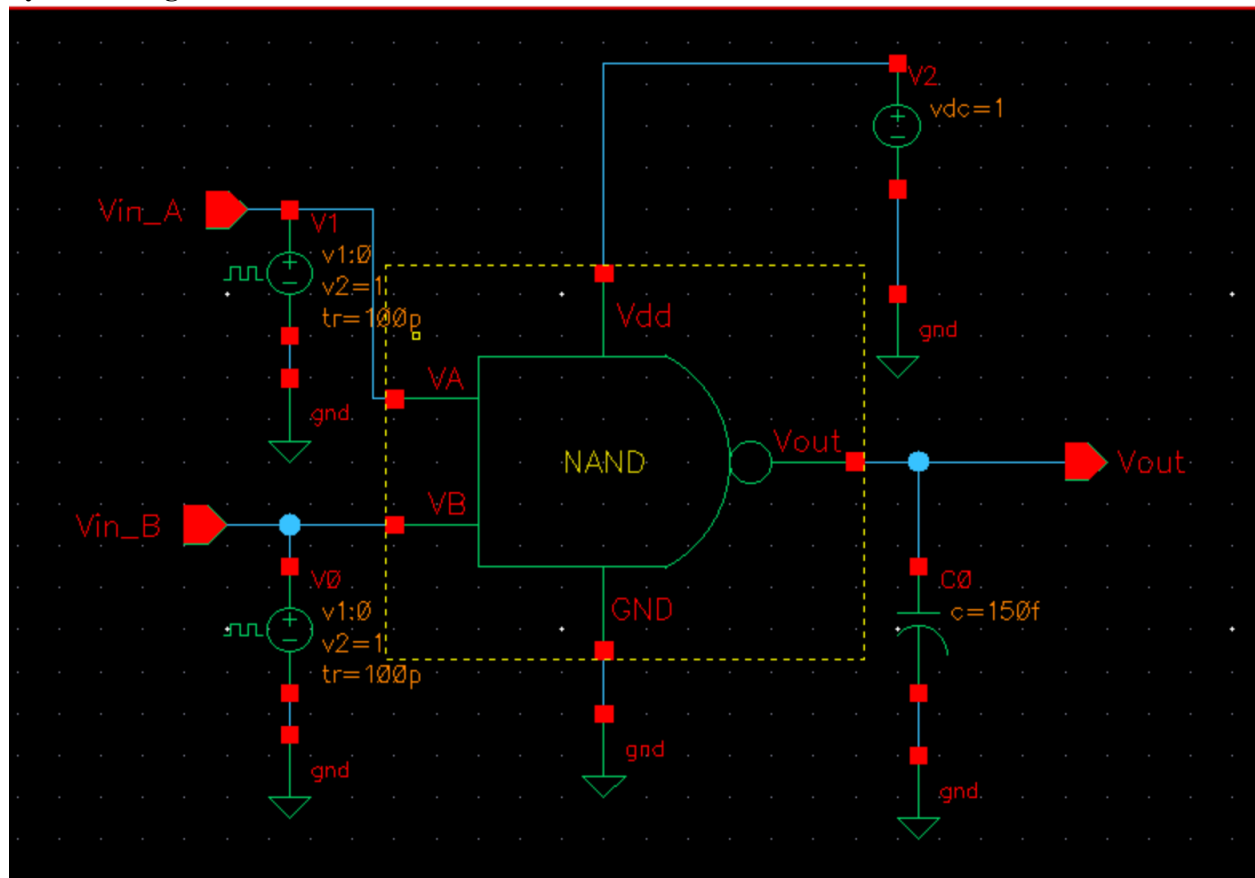 V2
vdc=1
Vin_A
V1
v1:0
v2=1
tr=100p
gnd
Vdd
gnd
VA
NAND
Vout
Vout
VB
Vin_B
V0
v1:0
v2=1
tr=100p
gnd
GND
gnd
C0
c=150f
gnd